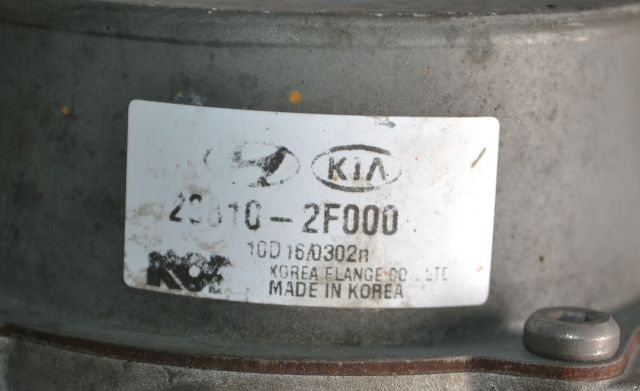 KIA
2F000
10D16/0302n
KOREA FLANGE CO., LTD
MADE IN KOREA